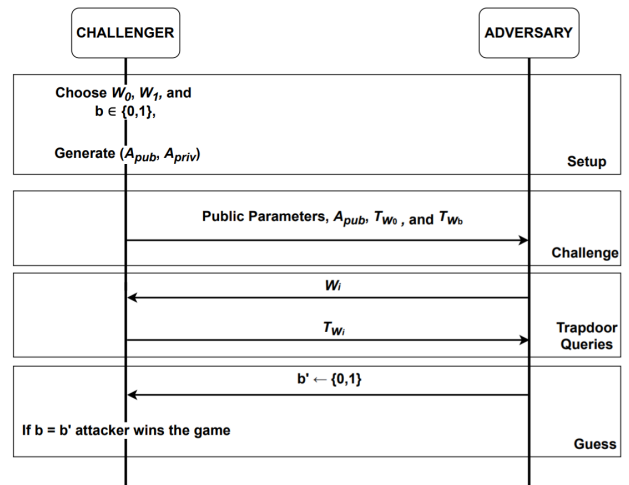 CHALLENGER
ADVERSARY
Choose W0, W1, and
b ∈ {0,1},
Generate (Apub, Apriv)
Setup
Public Parameters, Apub, TW0 , and TWb
Challenge
Wi
TWi
Trapdoor
Queries
b' ← {0,1}
If b = b' attacker wins the game
Guess